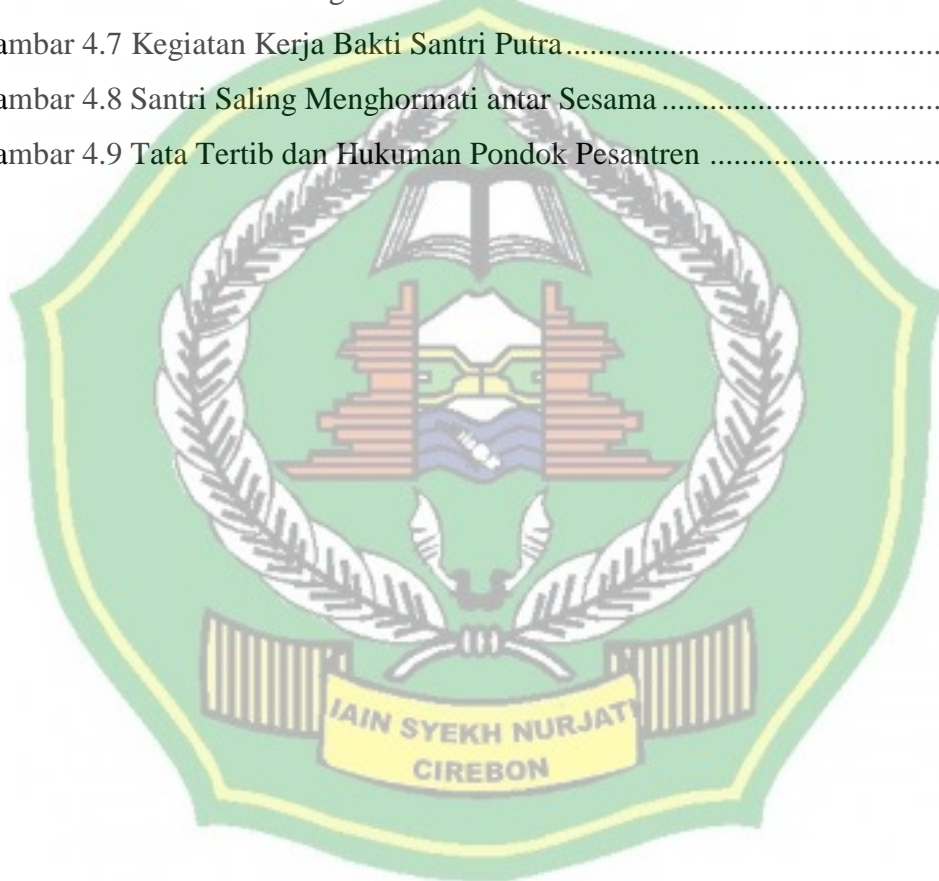 ambar 4.7 Kegiatan Kerja Bakti Santri Putra
ambar 4.8 Santri Saling Menghormati antar Sesama
ambar 4.9 Tata Tertib dan Hukuman Pondok Pesantren
IAIN SYEKH NURJATI
CIREBON